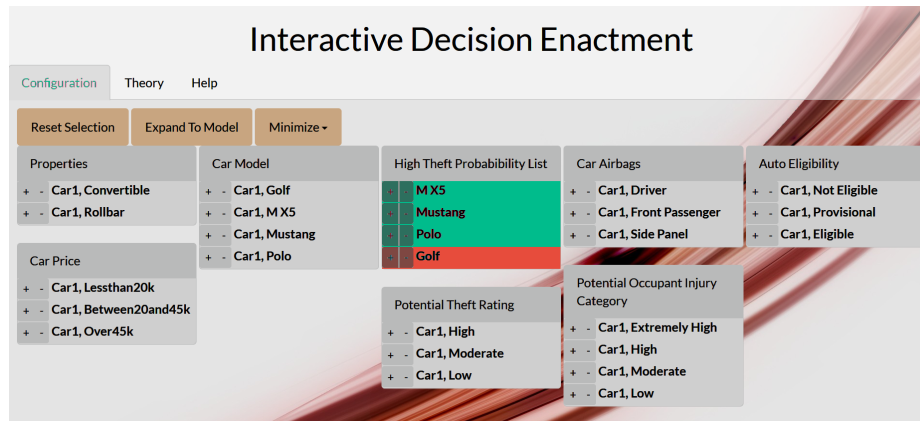 Interactive Decision Enactment
Configuration Theory Help
Reset Selection Expand To Model Minimize
Properties
+ - Car1, Convertible
+ - Car1, Rollbar
Car Price
+ - Car1, Lessthan20k
+ - Car1, Between20and45k
+ - Car1, Over45k
Car Model
+ - Car1, Golf
+ - Car1, M X5
+ - Car1, Mustang
+ - Car1, Polo
High Theft Probabibility List
+ - M X5
+ - Mustang
+ - Polo
+ - Golf
Potential Theft Rating
+ - Car1, High
+ - Car1, Moderate
+ - Car1, Low
Car Airbags
+ - Car1, Driver
+ - Car1, Front Passenger
+ - Car1, Side Panel
Potential Occupant Injury
Category
+ - Car1, Extremely High
+ - Car1, High
+ - Car1, Moderate
+ - Car1, Low
Auto Eligibility
+ - Car1, Not Eligible
+ - Car1, Provisional
+ - Car1, Eligible